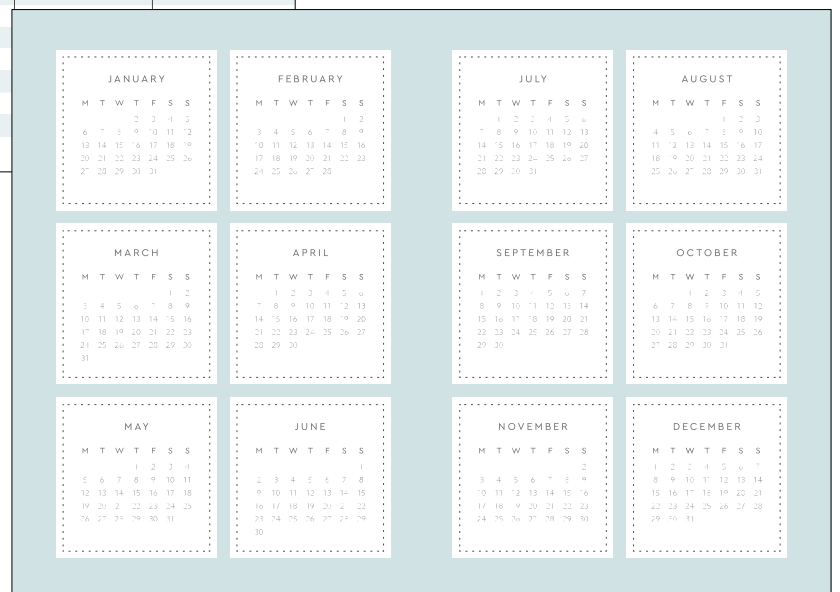 JANUARY
M T W T F S S
2 3 4 5
6 7 8 9 10 11 12
13 14 15 16 17 18 19
20 21 22 23 24 25 26
27 28 29 30 31
FEBRUARY
M T W T F S S
1 2
3 4 5 6 7 8 9
10 11 12 13 14 15 16
17 18 19 20 21 22 23
24 25 26 27 28
MARCH
M T W T F S S
1 2
3 4 5 6 7 8 9
10 11 12 13 14 15 16
17 18 19 20 21 22 23
24 25 26 27 28 29 30
31
APRIL
M T W T F S S
1 2 3 4 5 6
7 8 9 10 11 12 13
14 15 16 17 18 19 20
21 22 23 24 25 26 27
28 29 30
MAY
M T W T F S S
1 2 3 4
5 6 7 8 9 10 11
12 13 14 15 16 17 18
19 20 21 22 23 24 25
26 27 28 29 30 31
JUNE
M T W T F S S
1
2 3 4 5 6 7 8
9 10 11 12 13 14 15
16 17 18 19 20 21 22
23 24 25 26 27 28 29
30
JULY
M T W T F S S
1 2 3 4 5 6
7 8 9 10 11 12 13
14 15 16 17 18 19 20
21 22 23 24 25 26 27
28 29 30 31
AUGUST
M T W T F S S
1 2 3
4 5 6 7 8 9 10
11 12 13 14 15 16 17
18 19 20 21 22 23 24
25 26 27 28 29 30 31
SEPTEMBER
M T W T F S S
1 2 3 4 5 6 7
8 9 10 11 12 13 14
15 16 17 18 19 20 21
22 23 24 25 26 27 28
29 30
OCTOBER
M T W T F S S
1 2 3 4 5
6 7 8 9 10 11 12
13 14 15 16 17 18 19
20 21 22 23 24 25 26
27 28 29 30 31
NOVEMBER
M T W T F S S
2
3 4 5 6 7 8 9
10 11 12 13 14 15 16
17 18 19 20 21 22 23
24 25 26 27 28 29 30
DECEMBER
M T W T F S S
1 2 3 4 5 6 7
8 9 10 11 12 13 14
15 16 17 18 19 20 21
22 23 24 25 26 27 28
29 30 31